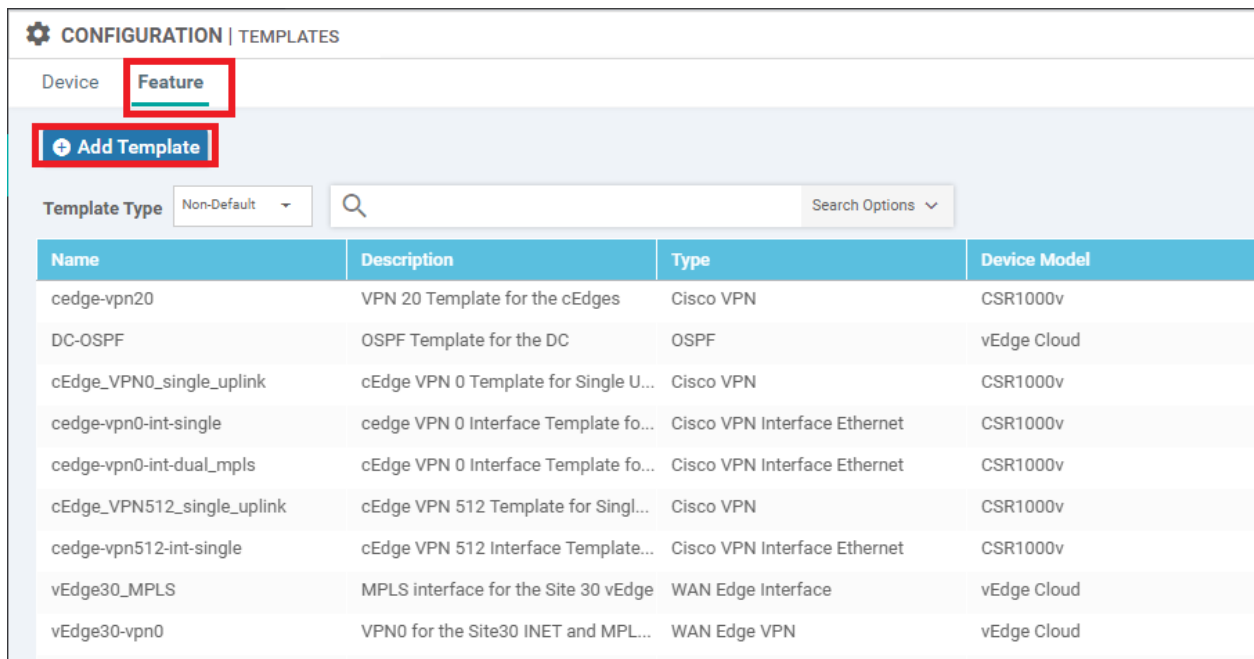 CONFIGURATION | TEMPLATES
Device Feature
Add Template
Template Type Non-Default Search Options
Name Description Type Device Model
cedge-vpn20 VPN 20 Template for the cEdges Cisco VPN CSR1000v
DC-OSPF OSPF Template for the DC OSPF vEdge Cloud
cEdge_VPN0_single_uplink cEdge VPN 0 Template for Single U... Cisco VPN CSR1000v
cedge-vpn0-int-single cedge VPN 0 Interface Template fo... Cisco VPN Interface Ethernet CSR1000v
cedge-vpn0-int-dual_mpls cEdge VPN 0 Interface Template fo... Cisco VPN Interface Ethernet CSR1000v
cEdge_VPN512_single_uplink cEdge VPN 512 Template for Singl... Cisco VPN CSR1000v
cedge-vpn512-int-single cEdge VPN 512 Interface Template... Cisco VPN Interface Ethernet CSR1000v
vEdge30_MPLS MPLS interface for the Site 30 vEdge WAN Edge Interface vEdge Cloud
vEdge30-vpn0 VPN0 for the Site30 INET and MPL... WAN Edge VPN vEdge Cloud